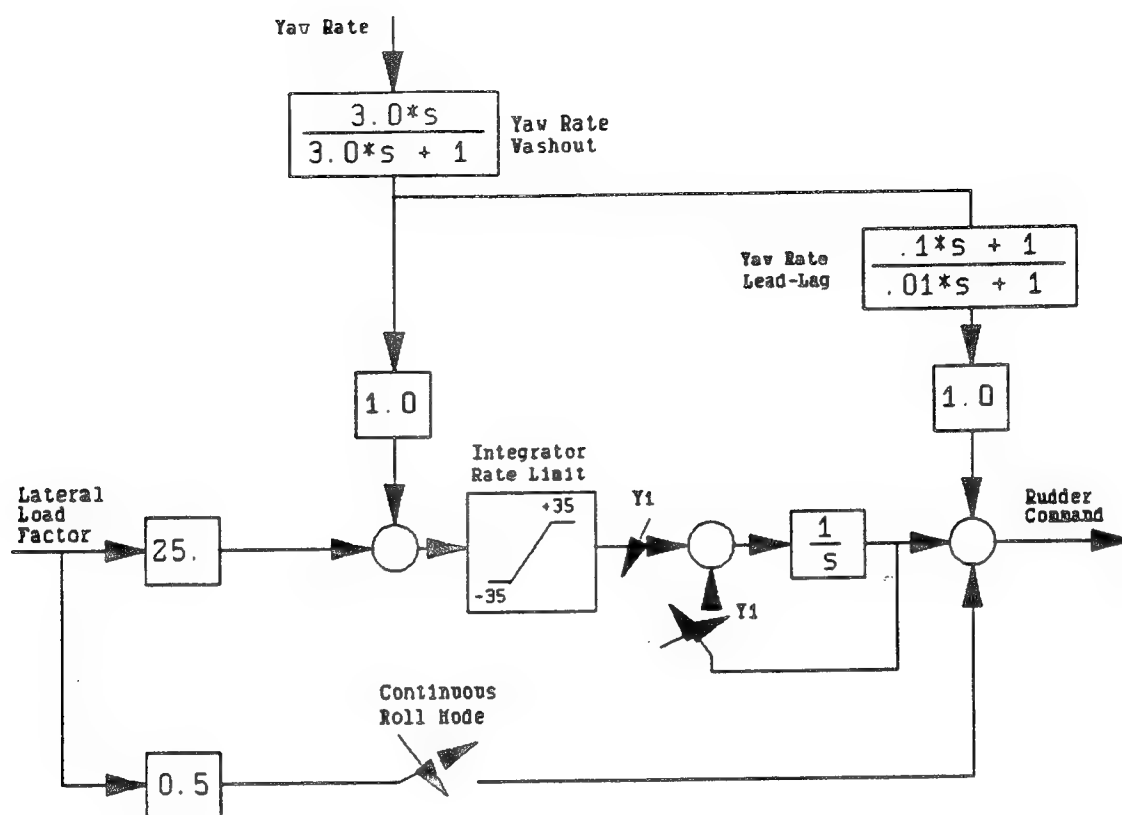 Yaw Rate
3.0*s
3.0*s + 1
Yaw Rate
Washout
Yaw Rate
Lead-Lag
.1*s + 1
.01*s + 1
1.0
1.0
Integrator
Rate Limit
+35
-35
Lateral
Load
Factor
25.
Y1
1
s
Rudder
Command
Y1
Continuous
Roll Mode
0.5